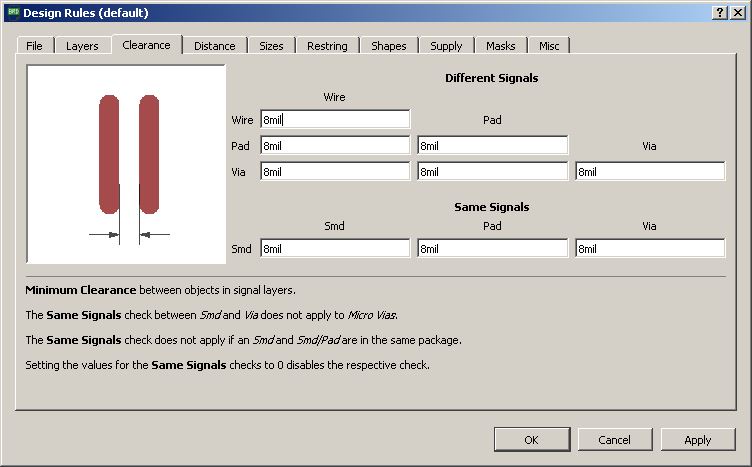 Design Rules (default)
File Layers Clearance Distance Sizes Restring Shapes Supply Masks Misc
Different Signals
Wire
Wire 8mil Pad
Pad 8mil 8mil Via
Via 8mil 8mil 8mil
Same Signals
Smd Pad Via
Smd 8mil 8mil 8mil
Minimum Clearance between objects in signal layers.
The Same Signals check between Smd and Via does not apply to Micro Vias.
The Same Signals check does not apply if an Smd and Smd/Pad are in the same package.
Setting the values for the Same Signals checks to 0 disables the respective check.
OK Cancel Apply